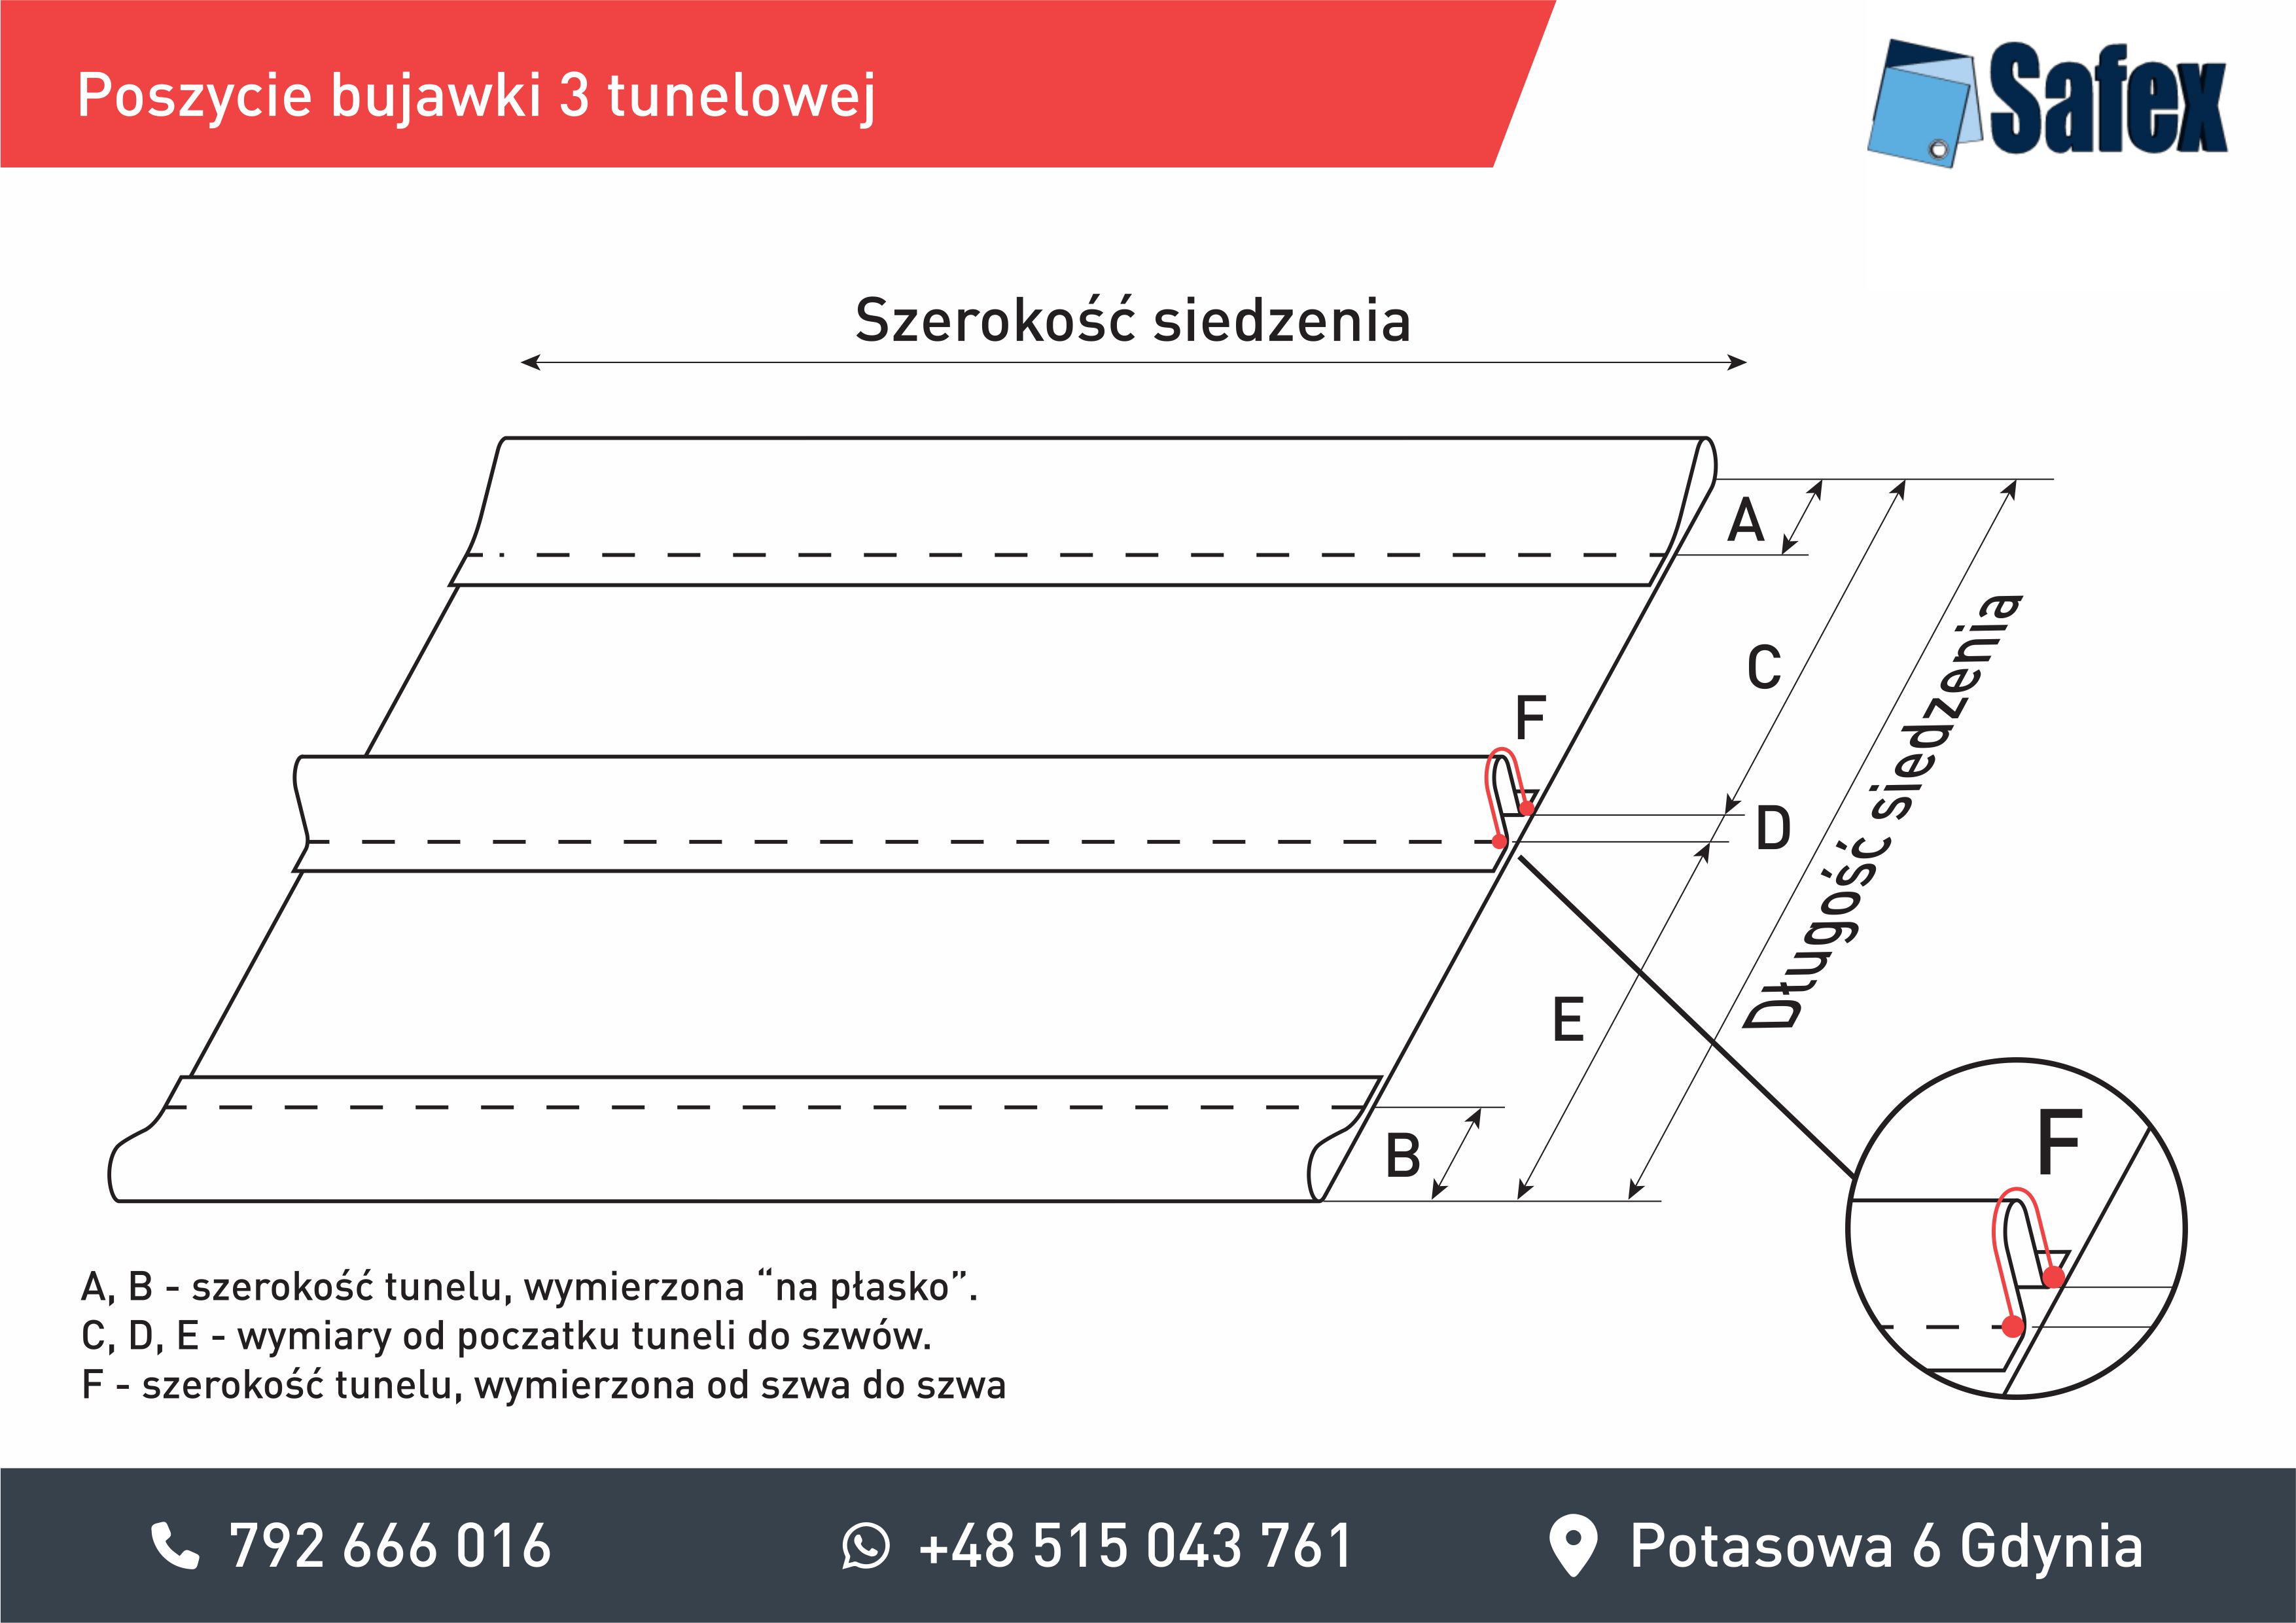 Poszycie bujawki 3 tunelowej
Safex
Szerokość siedzenia
A
C
F
D
Długość siedzenia
E
B
F
A, B - szerokość tunelu, wymierzona “na płasko”.
C, D, E - wymiary od poczatku tuneli do szwów.
F - szerokość tunelu, wymierzona od szwa do szwa
792 666 016
+48 515 043 761
Potasowa 6 Gdynia